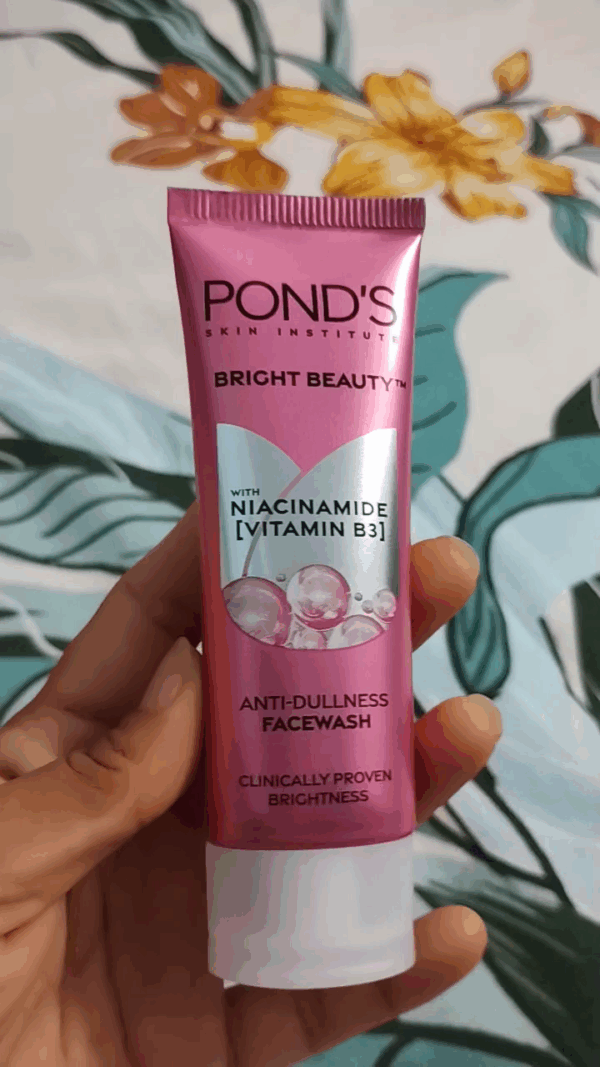 POND'S
SKIN INSTITUTE
BRIGHT BEAUTY™
WITH
NIACINAMIDE
[VITAMIN B3]
ANTI-DULLNESS
FACEWASH
CLINICALLY PROVEN
BRIGHTNESS